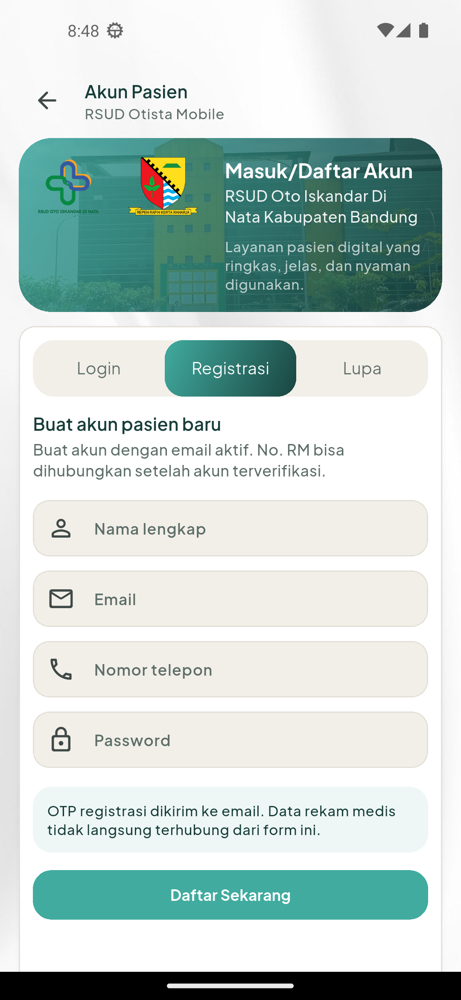 8:48
Akun Pasien
RSUD Otista Mobile
RSUD OTO ISKANDAR DI NATA
REPEH RAPIH KERTA RAHARJA
Masuk/Daftar Akun
RSUD Oto Iskandar Di
Nata Kabupaten Bandung
Layanan pasien digital yang
ringkas, jelas, dan nyaman
digunakan.
Login
Registrasi
Lupa
Buat akun pasien baru
Buat akun dengan email aktif. No. RM bisa
dihubungkan setelah akun terverifikasi.
Nama lengkap
Email
Nomor telepon
Password
OTP registrasi dikirim ke email. Data rekam medis
tidak langsung terhubung dari form ini.
Daftar Sekarang